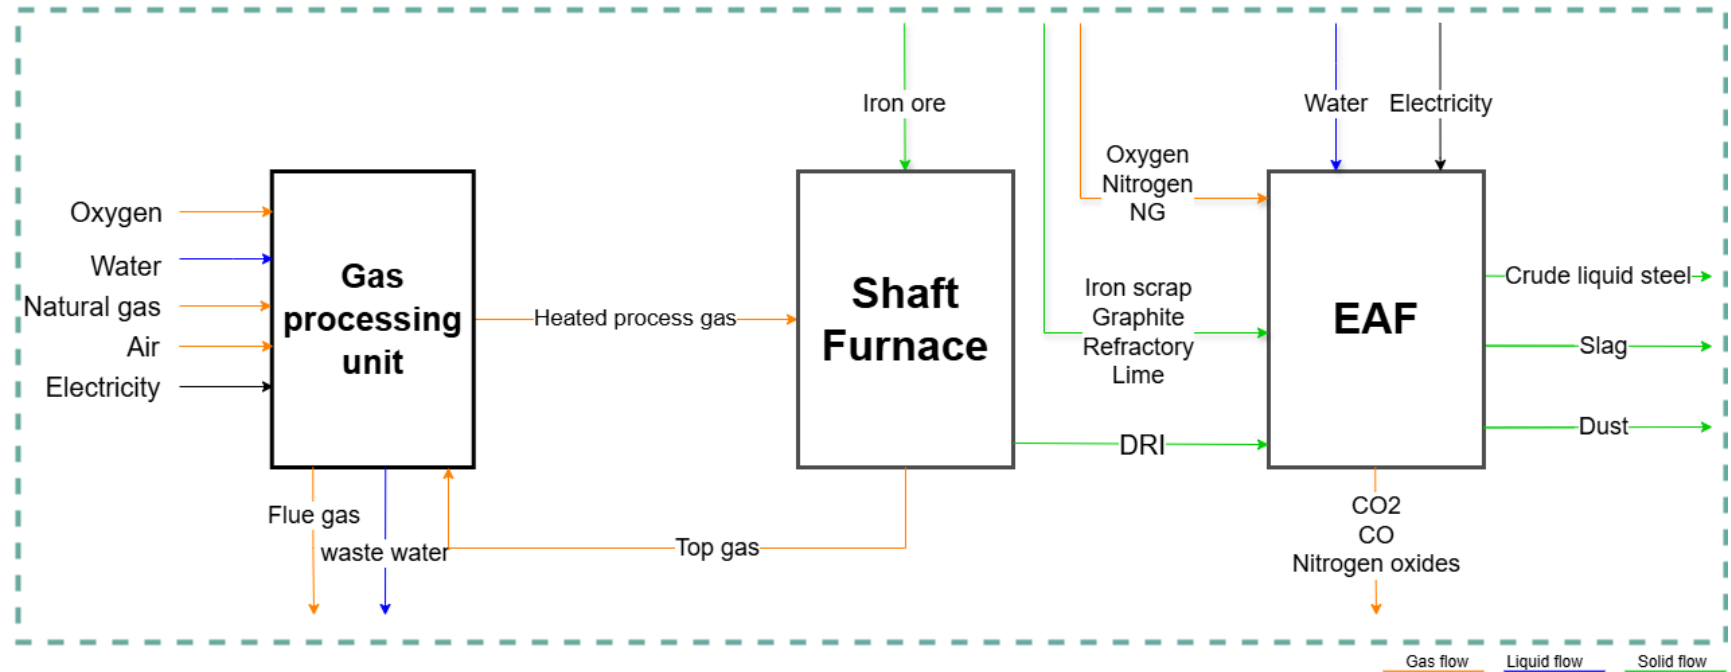 Iron ore
Water
Electricity
Oxygen
Nitrogen
NG
Oxygen
Water
Natural gas
Air
Electricity
Gas
processing
unit
Heated process gas
Shaft
Furnace
Iron scrap
Graphite
Refractory
Lime
EAF
Crude liquid steel
Slag
Dust
DRI
Flue gas
waste water
Top gas
CO2
CO
Nitrogen oxides
Gas flow
Liquid flow
Solid flow